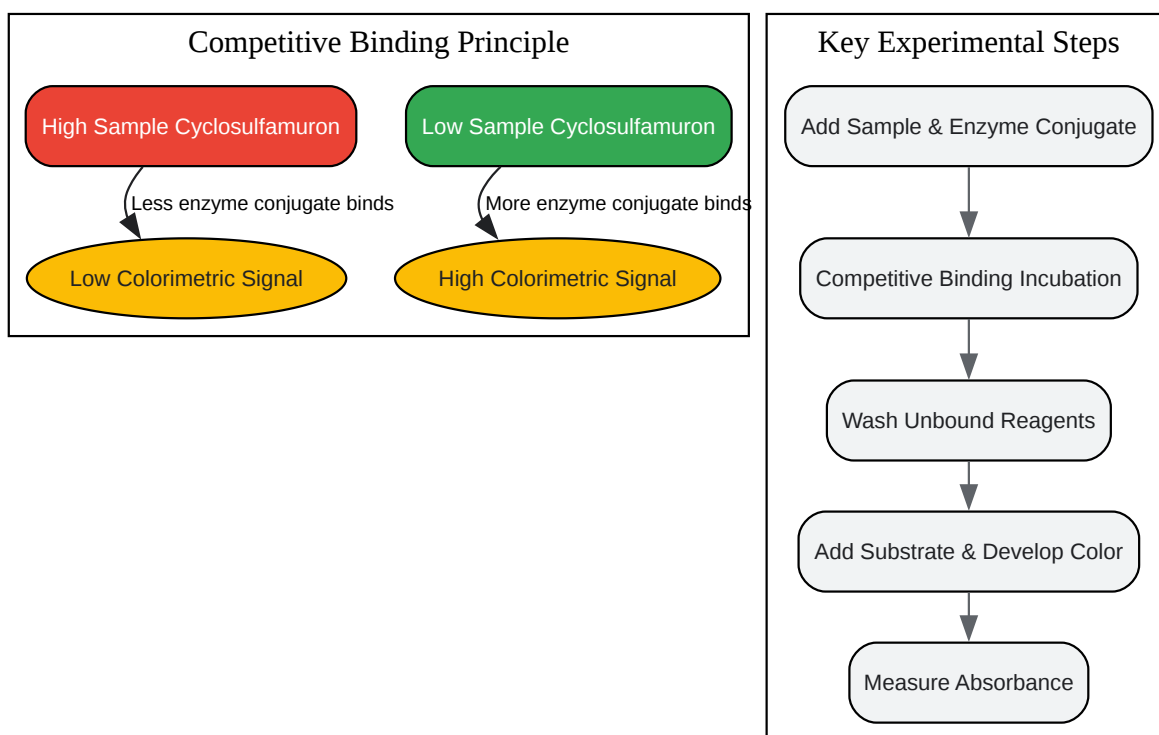 Competitive Binding Principle
High Sample Cyclosulfamuron
Low Sample Cyclosulfamuron
Less enzyme conjugate binds
More enzyme conjugate binds
Low Colorimetric Signal
High Colorimetric Signal
Key Experimental Steps
Add Sample & Enzyme Conjugate
Competitive Binding Incubation
Wash Unbound Reagents
Add Substrate & Develop Color
Measure Absorbance